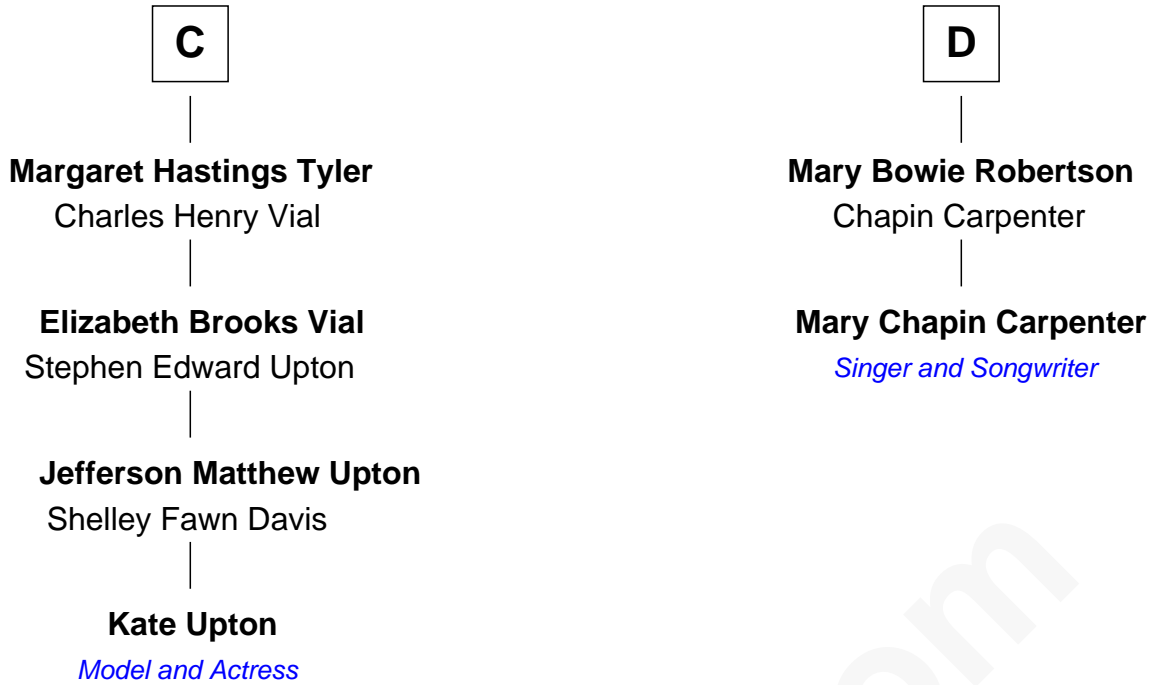 C
Margaret Hastings Tyler
Charles Henry Vial
Elizabeth Brooks Vial
Stephen Edward Upton
Jefferson Matthew Upton
Shelley Fawn Davis
Kate Upton
Model and Actress
D
Mary Bowie Robertson
Chapin Carpenter
Mary Chapin Carpenter
Singer and Songwriter
om